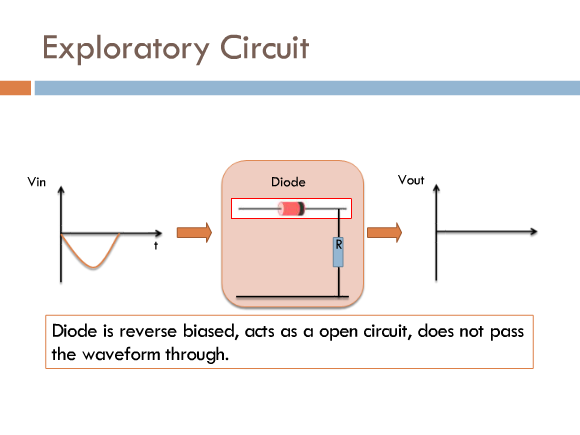 Exploratory Circuit
Vin
Diode
Vout
t
R
Diode is reverse biased, acts as a open circuit, does not pass
the waveform through.